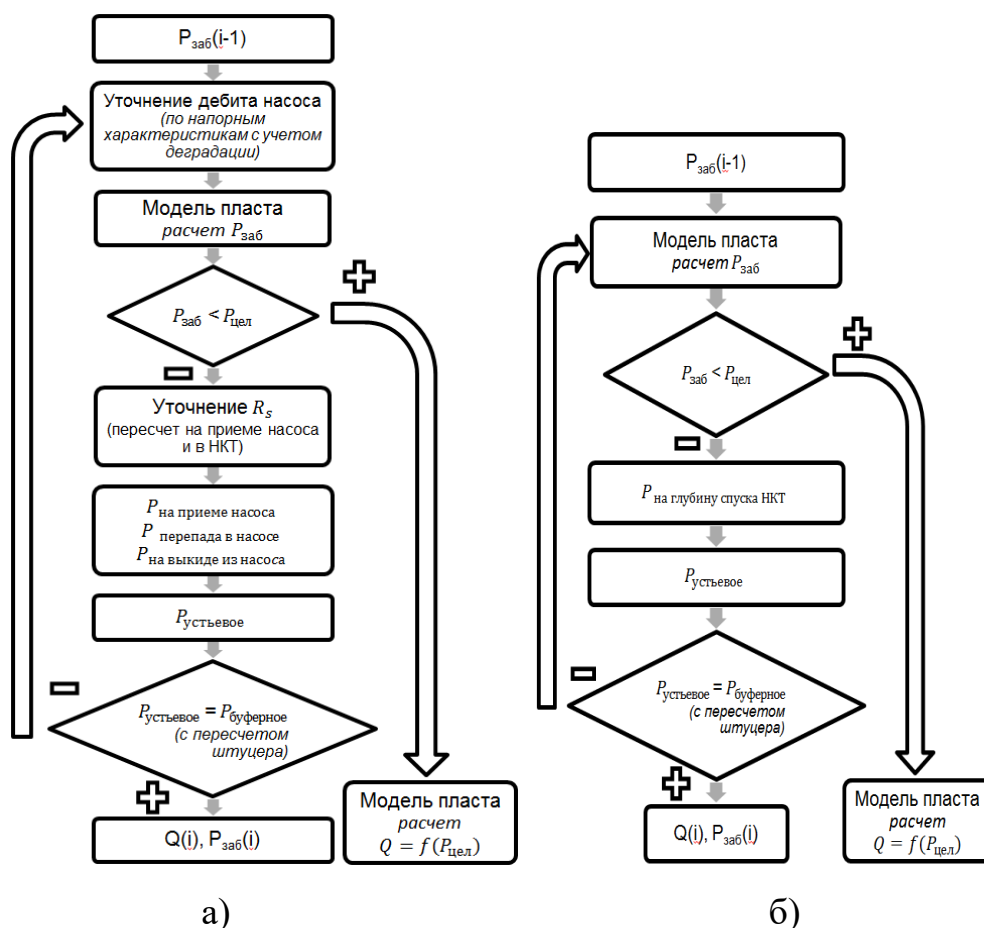 Pзаб(i-1)
Уточнение дебита насоса
(по напорным
характеристикам с учетом
деградации)
Модель пласта
расчет Pзаб
Pзаб < Pцел
Уточнение Rs
(пересчет на приеме насоса
и в НКТ)
P на приеме насоса
P перепада в насосе
P на выкиде из насоса
Pустьевое
Pустьевое = Pбуферное
(с пересчетом
штуцера)
Q(i), Pзаб(i)
Модель пласта
расчет
Q = f(Pцел)
а)
Pзаб(i-1)
Модель пласта
расчет Pзаб
Pзаб < Pцел
P на глубину спуска НКТ
Pустьевое
Pустьевое = Pбуферное
(с пересчетом
штуцера)
Q(i), Pзаб(i)
Модель пласта
расчет
Q = f(Pцел)
б)